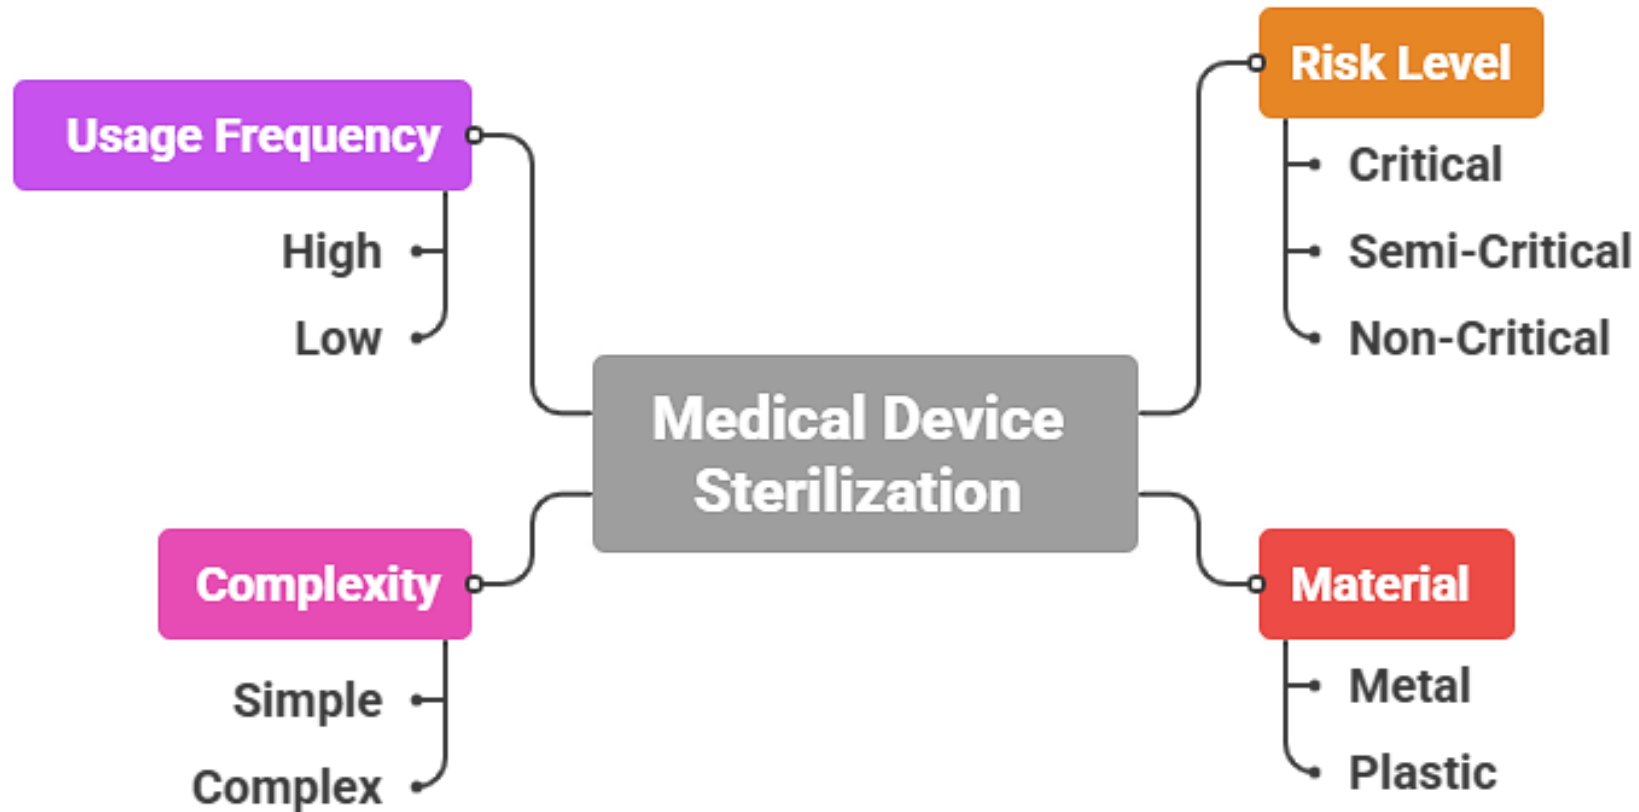 Usage Frequency
High
Low
Complexity
Simple
Complex
Medical Device
Sterilization
Risk Level
Critical
Semi-Critical
Non-Critical
Material
Metal
Plastic